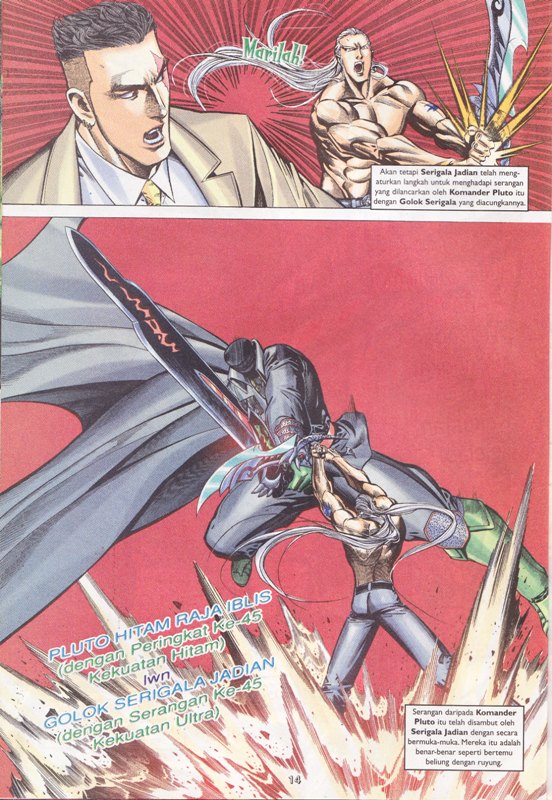 Marilah!
Akan tetapi Serigala Jadian telah meng-
aturkan langkah untuk menghadapi serangan
yang dilancarkan oleh Komander Pluto itu
dengan Golok Serigala yang diacungkannya.
PLUTO HITAM RAJA IBLIS
(dengan Peringkat Ke-45
Kekuatan Hitam)
lwn
GOLOK SERIGALA JADIAN
(dengan Serangan Ke-45
Kekuatan Ultra)
Serangan daripada Komander
Pluto itu telah disambut oleh
Serigala Jadian dengan secara
bermuka-muka. Mereka itu adalah
benar-benar seperti bertemu
beliung dengan ruyung.
14